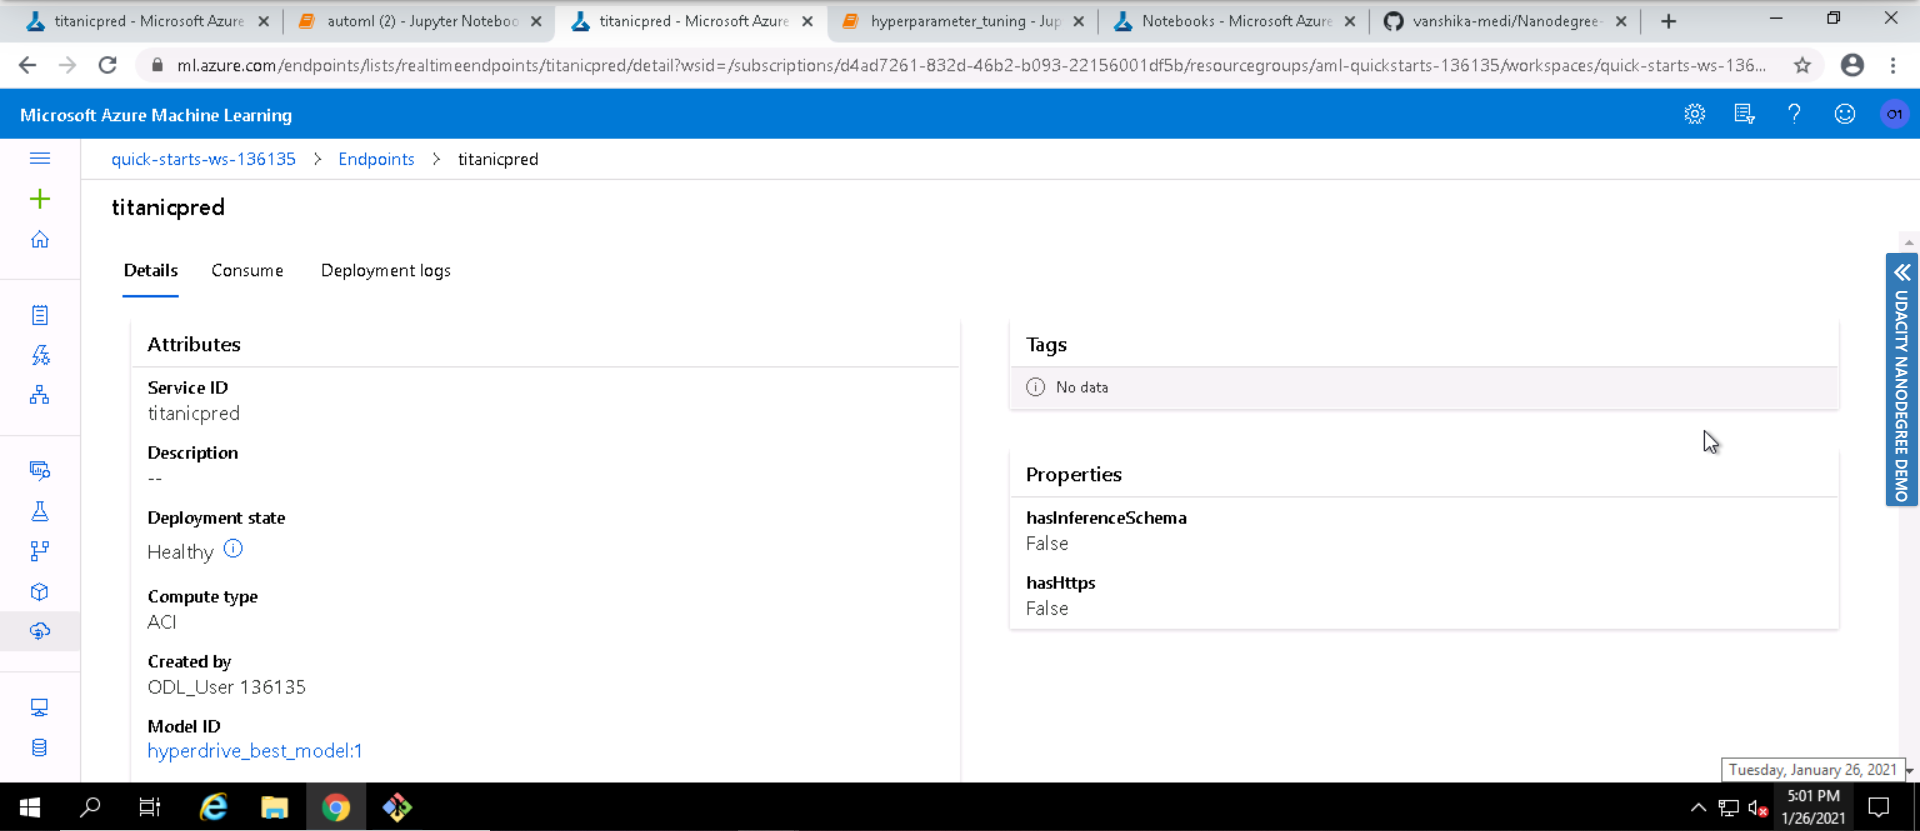 titanicpred - Microsoft Azure
automl (2) - Jupyter Noteboo
titanicpred - Microsoft Azure
hyperparameter_tuning - Jup
Notebooks - Microsoft Azure
vanshika-medi/Nanodegree-
ml.azure.com/endpoints/lists/realtimeendpoints/titanicpred/detail?wsid=/subscriptions/d4ad7261-832d-46b2-b093-22156001df5b/resourcegroups/aml-quickstarts-136135/workspaces/quick-starts-ws-136...
Microsoft Azure Machine Learning
O1
quick-starts-ws-136135 > Endpoints > titanicpred
titanicpred
Details
Consume
Deployment logs
Attributes
Service ID
titanicpred
Description
--
Deployment state
Healthy
Compute type
ACI
Created by
ODL_User 136135
Model ID
hyperdrive_best_model:1
Tags
No data
Properties
hasInferenceSchema
False
hasHttps
False
UDACITY NANODEGREE DEMO
Tuesday, January 26, 2021
5:01 PM
1/26/2021